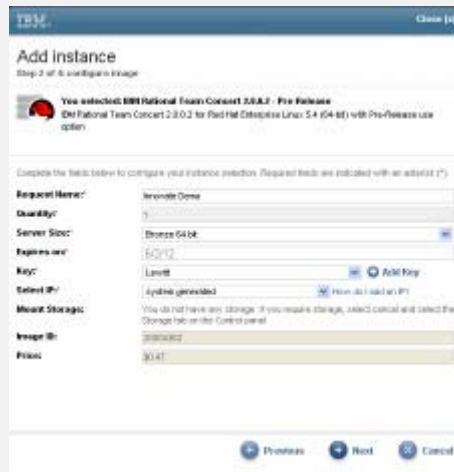 IBM.
Close [x]
Add instance
Step 2 of 4: configure image
You selected: IBM Rational Team Concert 2.0.0.2 - Pre Release
IBM Rational Team Concert 2.0.0.2 for Red Hat Enterprise Linux 5.4 (64-bit) with Pre-Release use
option
Complete the fields below to configure your instance selection. Required fields are indicated with an asterisk (*).
Request Name:* Innovate Demo
Quantity:* 1
Server Size:* Bronze 64 bit
Expires on:*
Key:* Add Key
Select IP:* system generated How do I add an IP?
Mount Storage: You do not have any storage. If you require storage, select cancel and select the
Storage tab on the Control panel
Image ID:
Price: $0.47
Previous Next Cancel